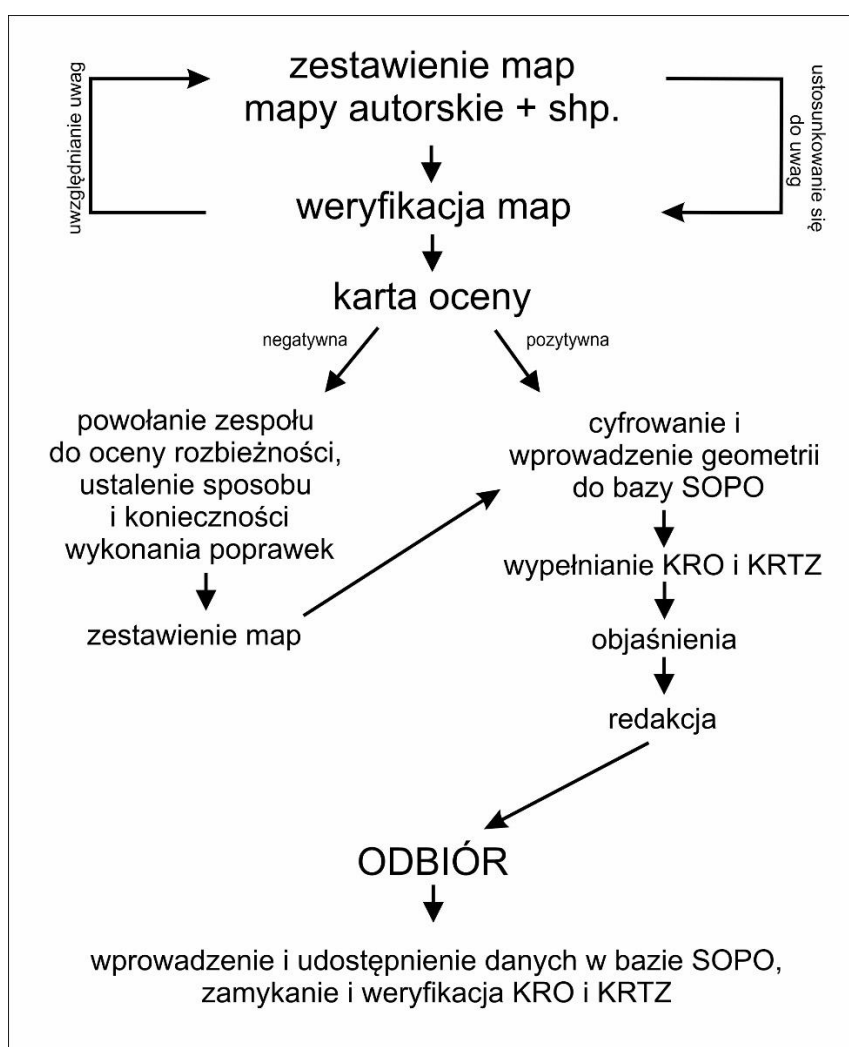 zestawienie map
mapy autorskie + shp.
uwzględnianie uwag
ustosunkowanie się
do uwag
weryfikacja map
karta oceny
negatywna
pozytywna
powołanie zespołu
do oceny rozbieżności,
ustalenie sposobu
i konieczności
wykonania poprawek
zestawienie map
cyfrowanie i
wprowadzenie geometrii
do bazy SOPO
wypełnianie KRO i KRTZ
objaśnienia
redakcja
ODBIÓR
wprowadzenie i udostępnienie danych w bazie SOPO,
zamykanie i weryfikacja KRO i KRTZ